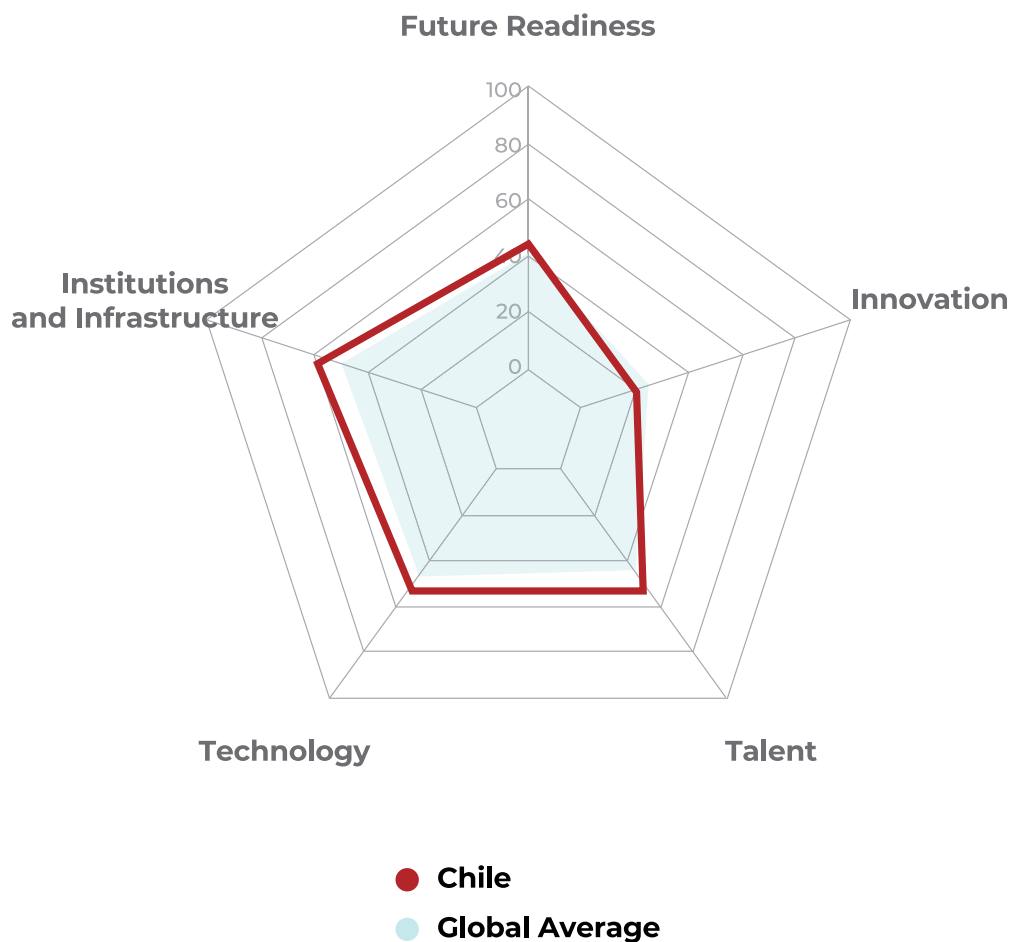 Future Readiness
100
80
60
40
20
0
Institutions
and Infrastructure
Innovation
Technology
Talent
Chile
Global Average